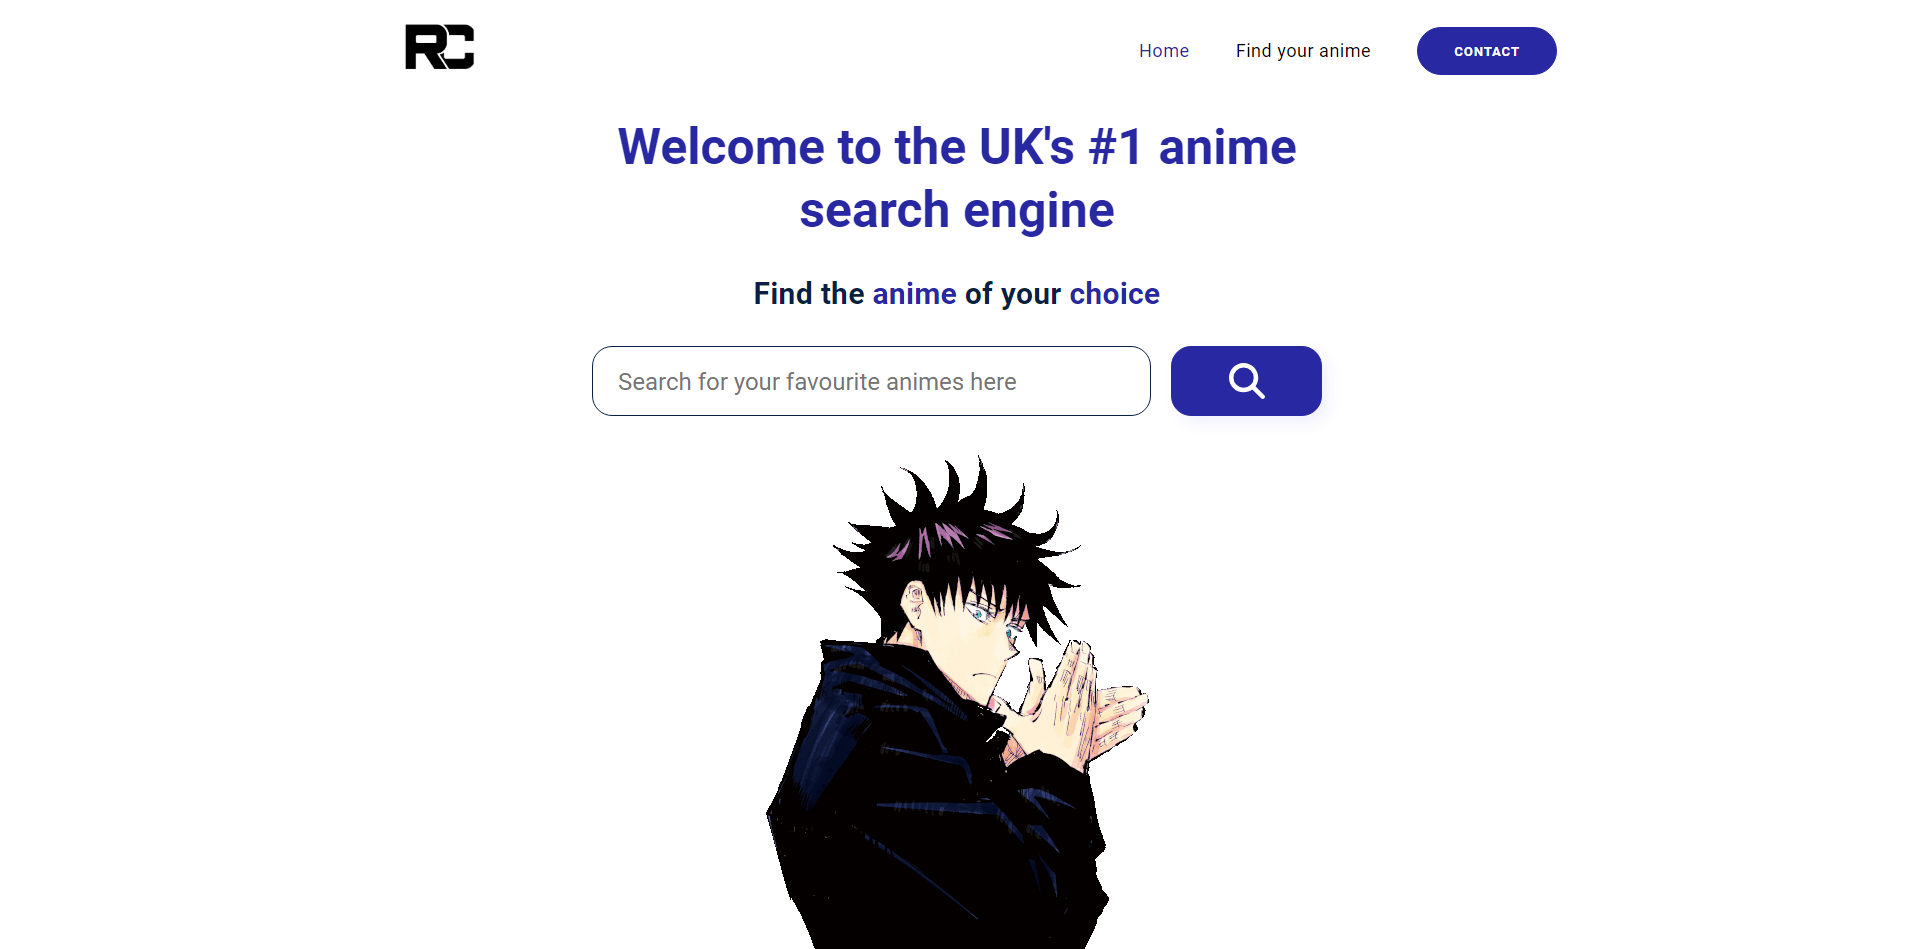 RC
Home
Find your anime
CONTACT
Welcome to the UK's #1 anime
search engine
Find the anime of your choice
Search for your favourite animes here